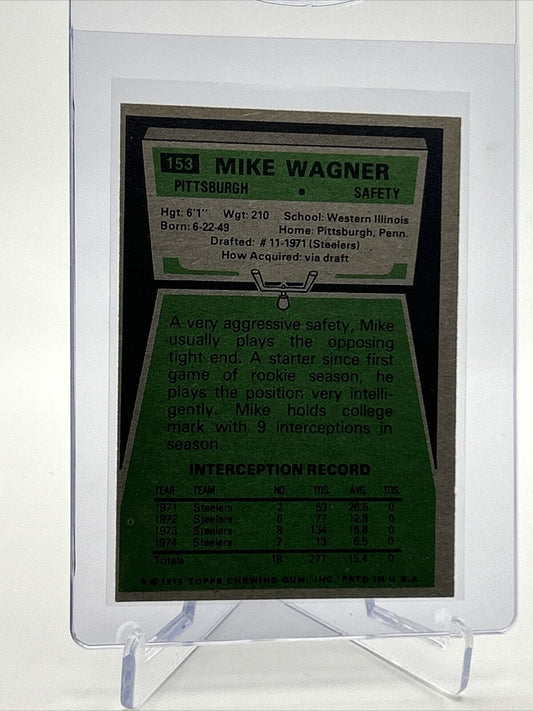 153 MIKE WAGNER
PITTSBURGH • SAFETY
Hgt: 6'1" Wgt: 210 School: Western Illinois
Born: 6-22-49 Home: Pittsburgh, Penn.
Drafted: #11-1971 (Steelers)
How Acquired: via draft
A very aggressive safety, Mike
usually plays the opposing
tight end. A starter since first
game of rookie season, he
plays the position very intelli-
gently. Mike holds college
mark with 9 interceptions in
season.
INTERCEPTION RECORD
YEAR TEAM NO. YDS. AVG. TDS.
1971 Steelers 2 53 26.5 0
1972 Steelers 6 77 12.8 0
1973 Steelers 8 134 16.8 0
1974 Steelers 2 13 6.5 0
Totals 18 277 15.4 0
* © 1975 TOPPS CHEWING GUM, INC. PRTD IN U.S.A.